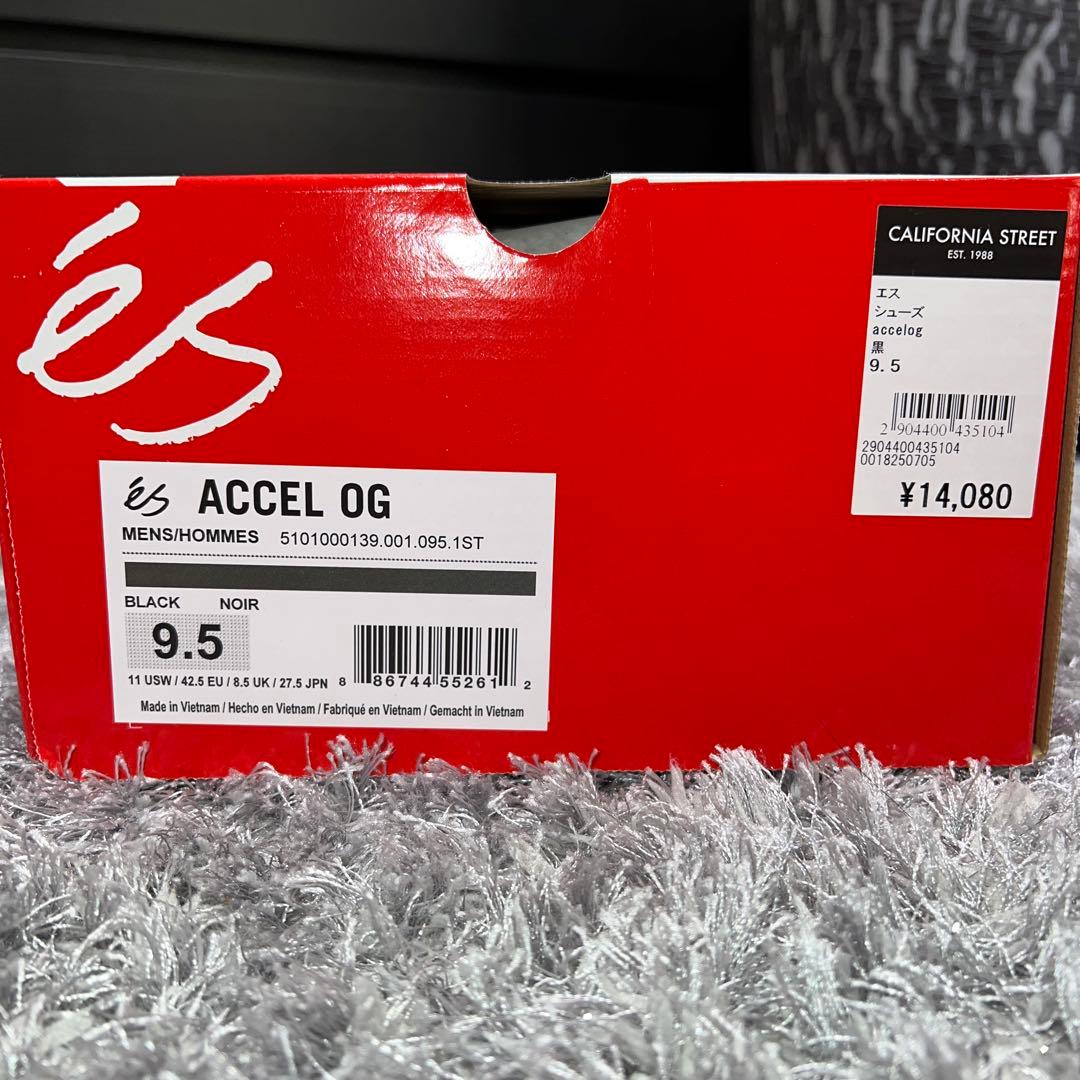 és
CALIFORNIA STREET
EST. 1988
エス
シューズ
accelog
黒
9.5
2 904400 435104
2904400435104
0018250705
¥14,080
és ACCEL OG
MENS/HOMMES 5101000139.001.095.1ST
BLACK NOIR
9.5
11 USW / 42.5 EU / 8.5 UK / 27.5 JPN
8 86744 55261 2
Made in Vietnam / Hecho en Vietnam / Fabriqué en Vietnam / Gemacht in Vietnam